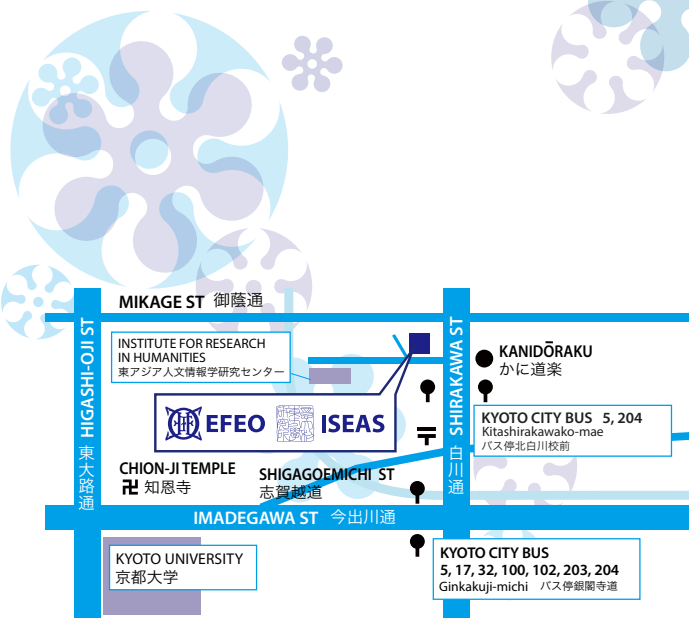 MIKAGE ST 御蔭通
HIGASHI-OJI ST 東大路通
INSTITUTE FOR RESEARCH
IN HUMANITIES
東アジア人文情報学研究センター
SHIRAKAWA ST 白川通
KANIDŌRAKU
かに道楽
EFEO ISEAS
KYOTO CITY BUS 5, 204
Kitashirakawako-mae
バス停北白川校前
〒
CHION-JI TEMPLE
卍 知恩寺
SHIGAGOEMICHI ST
志賀越道
IMADEGAWA ST 今出川通
KYOTO UNIVERSITY
京都大学
KYOTO CITY BUS
5, 17, 32, 100, 102, 203, 204
Ginkakuji-michi バス停銀閣寺道